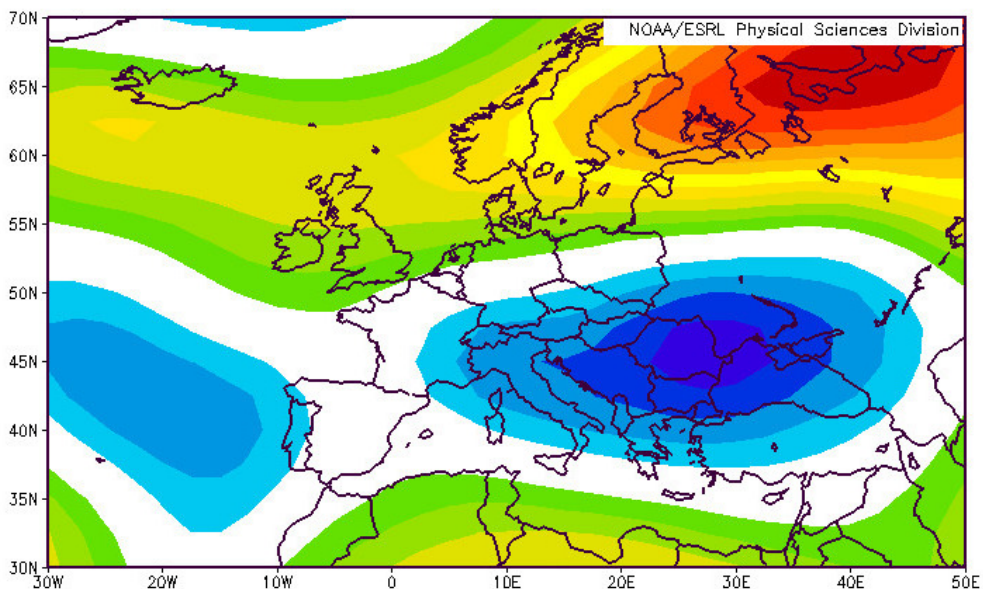 NOAA/ESRL Physical Sciences Division
70N
65N
60N
55N
50N
45N
40N
35N
30N
30W 20W 10W 0 10E 20E 30E 40E 50E